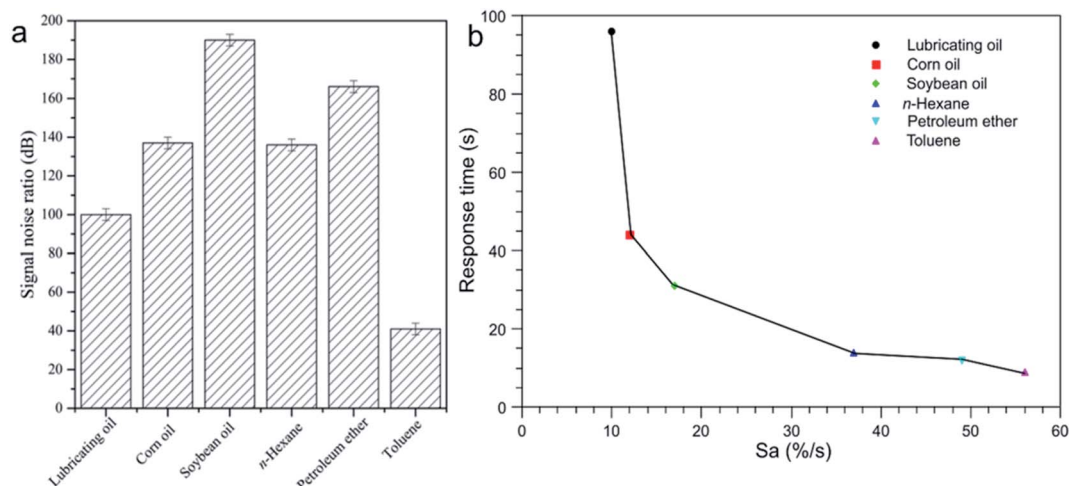 a
Signal noise ratio (dB)
200
180
160
140
120
100
80
60
40
20
0
Lubricating oil
Corn oil
Soybean oil
n-Hexane
Petroleum ether
Toluene
b
Response time (s)
100
80
60
40
20
0
0 10 20 30 40 50 60
Sa (%/s)
Lubricating oil
Corn oil
Soybean oil
n-Hexane
Petroleum ether
Toluene